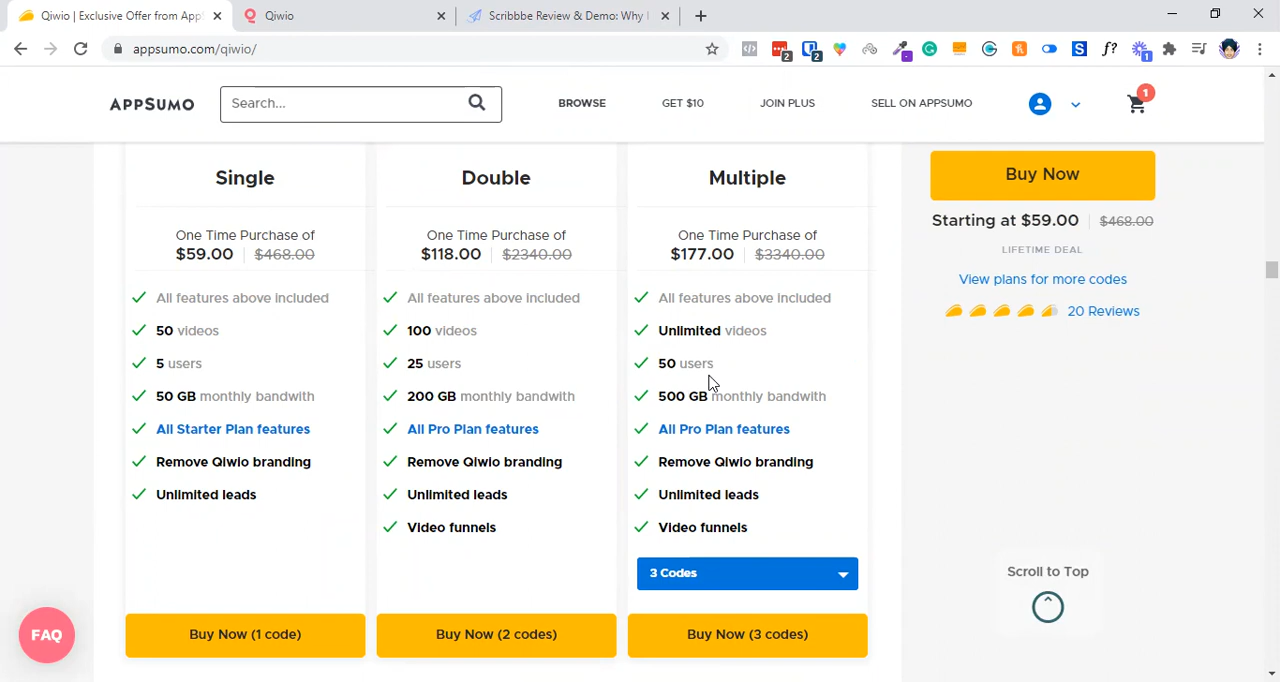 Qiwio | Exclusive Offer from App
Qiwio
Scribbbe Review & Demo: Why
appsumo.com/qiwio/
2
2
f?
1
APPSUMO
Search...
BROWSE
GET $10
JOIN PLUS
SELL ON APPSUMO
1
Single
One Time Purchase of
$59.00 $468.00
All features above included
50 videos
5 users
50 GB monthly bandwith
All Starter Plan features
Remove Qiwio branding
Unlimited leads
Buy Now (1 code)
Double
One Time Purchase of
$118.00 $2340.00
All features above included
100 videos
25 users
200 GB monthly bandwith
All Pro Plan features
Remove Qiwio branding
Unlimited leads
Video funnels
Buy Now (2 codes)
Multiple
One Time Purchase of
$177.00 $3340.00
All features above included
Unlimited videos
50 users
500 GB monthly bandwith
All Pro Plan features
Remove Qiwio branding
Unlimited leads
Video funnels
3 Codes
Buy Now (3 codes)
Buy Now
Starting at $59.00 $468.00
LIFETIME DEAL
View plans for more codes
20 Reviews
Scroll to Top
FAQ